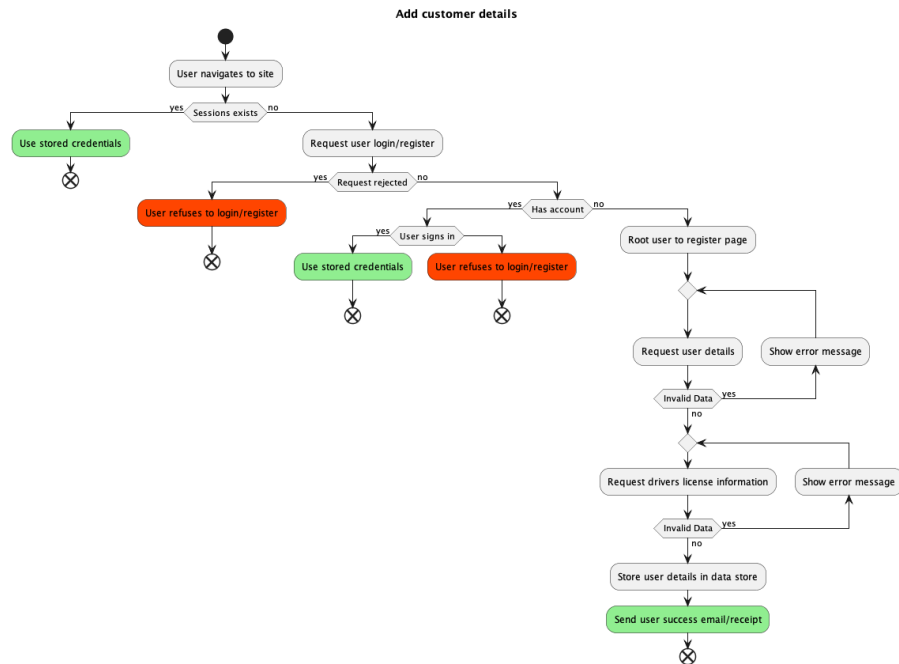 Add customer details
User navigates to site
yes
Sessions exists
no
Use stored credentials
Request user login/register
yes
Request rejected
no
User refuses to login/register
yes
Has account
no
yes
User signs in
Root user to register page
Use stored credentials
User refuses to login/register
Request user details
Show error message
Invalid Data
yes
no
Request drivers license information
Show error message
Invalid Data
yes
no
Store user details in data store
Send user success email/receipt